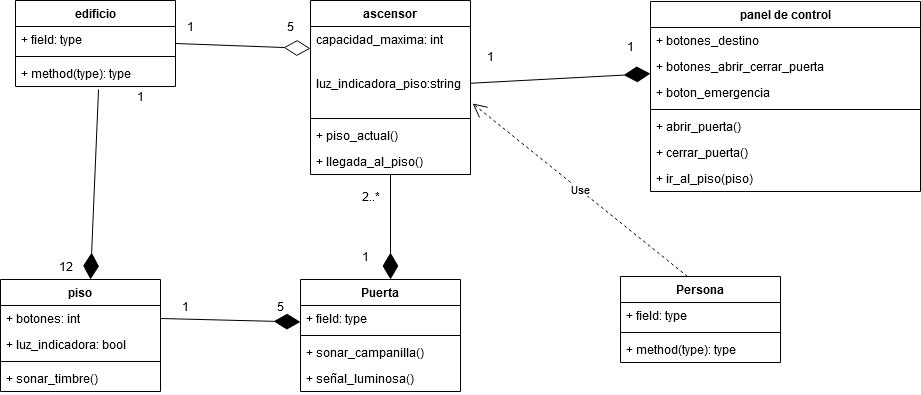 edificio
+ field: type
+ method(type): type
1
5
1
ascensor
capacidad_maxima: int
luz_indicadora_piso:string
+ piso_actual()
+ llegada_al_piso()
1
1
panel de control
+ botones_destino
+ botones_abrir_cerrar_puerta
+ boton_emergencia
+ abrir_puerta()
+ cerrar_puerta()
+ ir_al_piso(piso)
Use
2..*
1
12
piso
+ botones: int
+ luz_indicadora: bool
+ sonar_timbre()
1
5
Puerta
+ field: type
+ sonar_campanilla()
+ señal_luminosa()
Persona
+ field: type
+ method(type): type